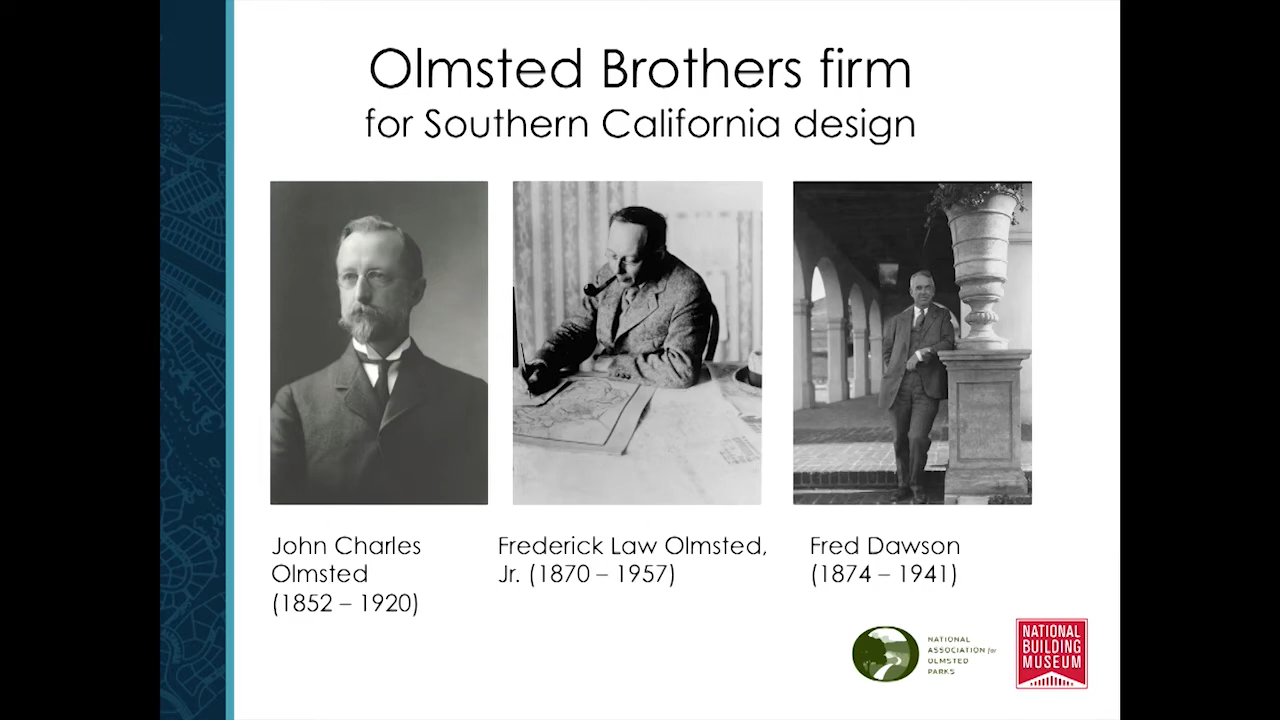 Olmsted Brothers firm
for Southern California design
John Charles
Olmsted
(1852 – 1920)
Frederick Law Olmsted,
Jr. (1870 – 1957)
Fred Dawson
(1874 – 1941)
NATIONAL
ASSOCIATION for
OLMSTED
PARKS
NATIONAL
BUILDING
MUSEUM